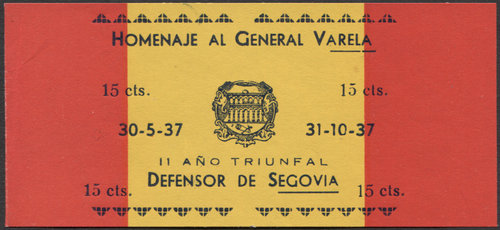 HOMENAJE AL GENERAL VARELA
15 cts. 15 cts.
30-5-37 31-10-37
II AÑO TRIUNFAL
DEFENSOR DE SEGOVIA
15 cts. 15 cts.